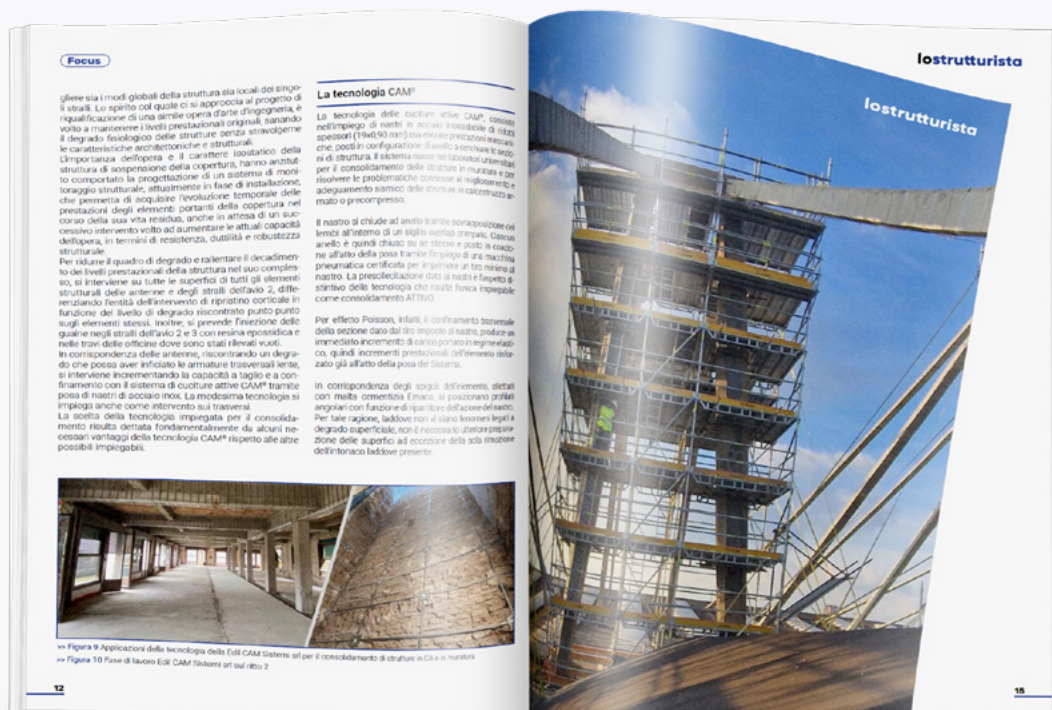 Focus
gliere sia i modi globali della struttura sia locali dei singo-
li stralli. Lo spirito col quale ci si approccia al progetto di
riqualificazione di una simile opera d'arte d'ingegneria, è
volto a mantenere i livelli prestazionali originali, sanando
il degrado fisiologico delle strutture senza stravolgerne
le caratteristiche architettoniche e strutturali.
L'importanza dell'opera e il carattere isostatico della
struttura di sospensione della copertura, hanno anzitut-
to comportato la progettazione di un sistema di moni-
toraggio strutturale, attualmente in fase di installazione,
che permetta di acquisire l'evoluzione temporale delle
prestazioni degli elementi portanti della copertura nel
corso della sua vita residua, anche in attesa di un suc-
cessivo intervento volto ad aumentare le attuali capacità
dell'opera, in termini di resistenza, duttilità e robustezza
strutturale.
Per ridurre il quadro di degrado e rallentare il decadimen-
to dei livelli prestazionali della struttura nel suo comples-
so, si interviene su tutte le superfici di tutti gli elementi
strutturali delle antenne e degli stralli dell'avio 2, diffe-
renziando l'entità dell'intervento di ripristino corticale in
funzione del livello di degrado riscontrato punto-punto
sugli elementi stessi. Inoltre, si prevede l'iniezione delle
guaine negli stralli dell'avio 2 e 3 con resina epossidica e
nelle travi delle officine dove sono stati rilevati vuoti.
In corrispondenza delle antenne, riscontrando un degra-
do che possa aver inficiato le armature trasversali lente,
si interviene incrementando la capacità a taglio e a con-
finamento con il sistema di cuciture attive CAM® tramite
posa di nastri di acciaio inox. La medesima tecnologia si
impiega anche come intervento sui trasversi.
La scelta della tecnologia impiegata per il consolida-
mento risulta dettata fondamentalmente da alcuni ne-
cessari vantaggi della tecnologia CAM® rispetto alle altre
possibili impiegabili.
La tecnologia CAM®
La tecnologia delle cuciture attive CAM®, consiste
nell'impiego di nastri in acciaio inossidabile di ridotti
spessori (19x0,90 mm) ma elevate prestazioni meccani-
che, posti in configurazione di anello a cerchiare le sezio-
ni di struttura. Il sistema nasce nei laboratori universitari
per il consolidamento delle strutture in muratura e per
risolvere le problematiche connesse al miglioramento e
adeguamento sismico delle strutture in calcestruzzo ar-
mato o precompresso.
Il nastro si chiude ad anello tramite sovrapposizione dei
lembi all'interno di un sigillo overlap crimpato. Ciascun
anello è quindi chiuso su se stesso e posto in coazio-
ne all'atto della posa tramite l'impiego di una macchina
pneumatica certificata per imprimere un tiro minimo al
nastro. La presollecitazione data ai nastri è l'aspetto di-
stintivo della tecnologia che risulta l'unica impiegabile
come consolidamento ATTIVO.
Per effetto Poisson, infatti, il confinamento trasversale
della sezione dato dal tiro imposto al nastro, produce un
immediato incremento di carico portato in regime elasti-
co, quindi incrementi prestazionali dell'elemento rinfor-
zato già all'atto della posa del Sistema.
In corripondenza degli spigoli dell'elemento, allettati
con malta cementizia Emaco, si posizionano profilati
angolari con funzione di ripartitore dell'azione del nastro.
Per tale ragione, laddove non vi siano fenomeni legati a
degrado superficiale, non è necessario ulteriore prepara-
zione delle superfici ad eccezione della sola rimozione
dell'intonaco laddove presente.
>> Figura 9 Applicazioni della tecnologia della Edil CAM Sistemi srl per il consolidamento di strutture in CA e in muratura
>> Figura 10 Fase di lavoro Edil CAM Sistemi srl sul ritto 2
12
lostrutturista
lostrutturista
15